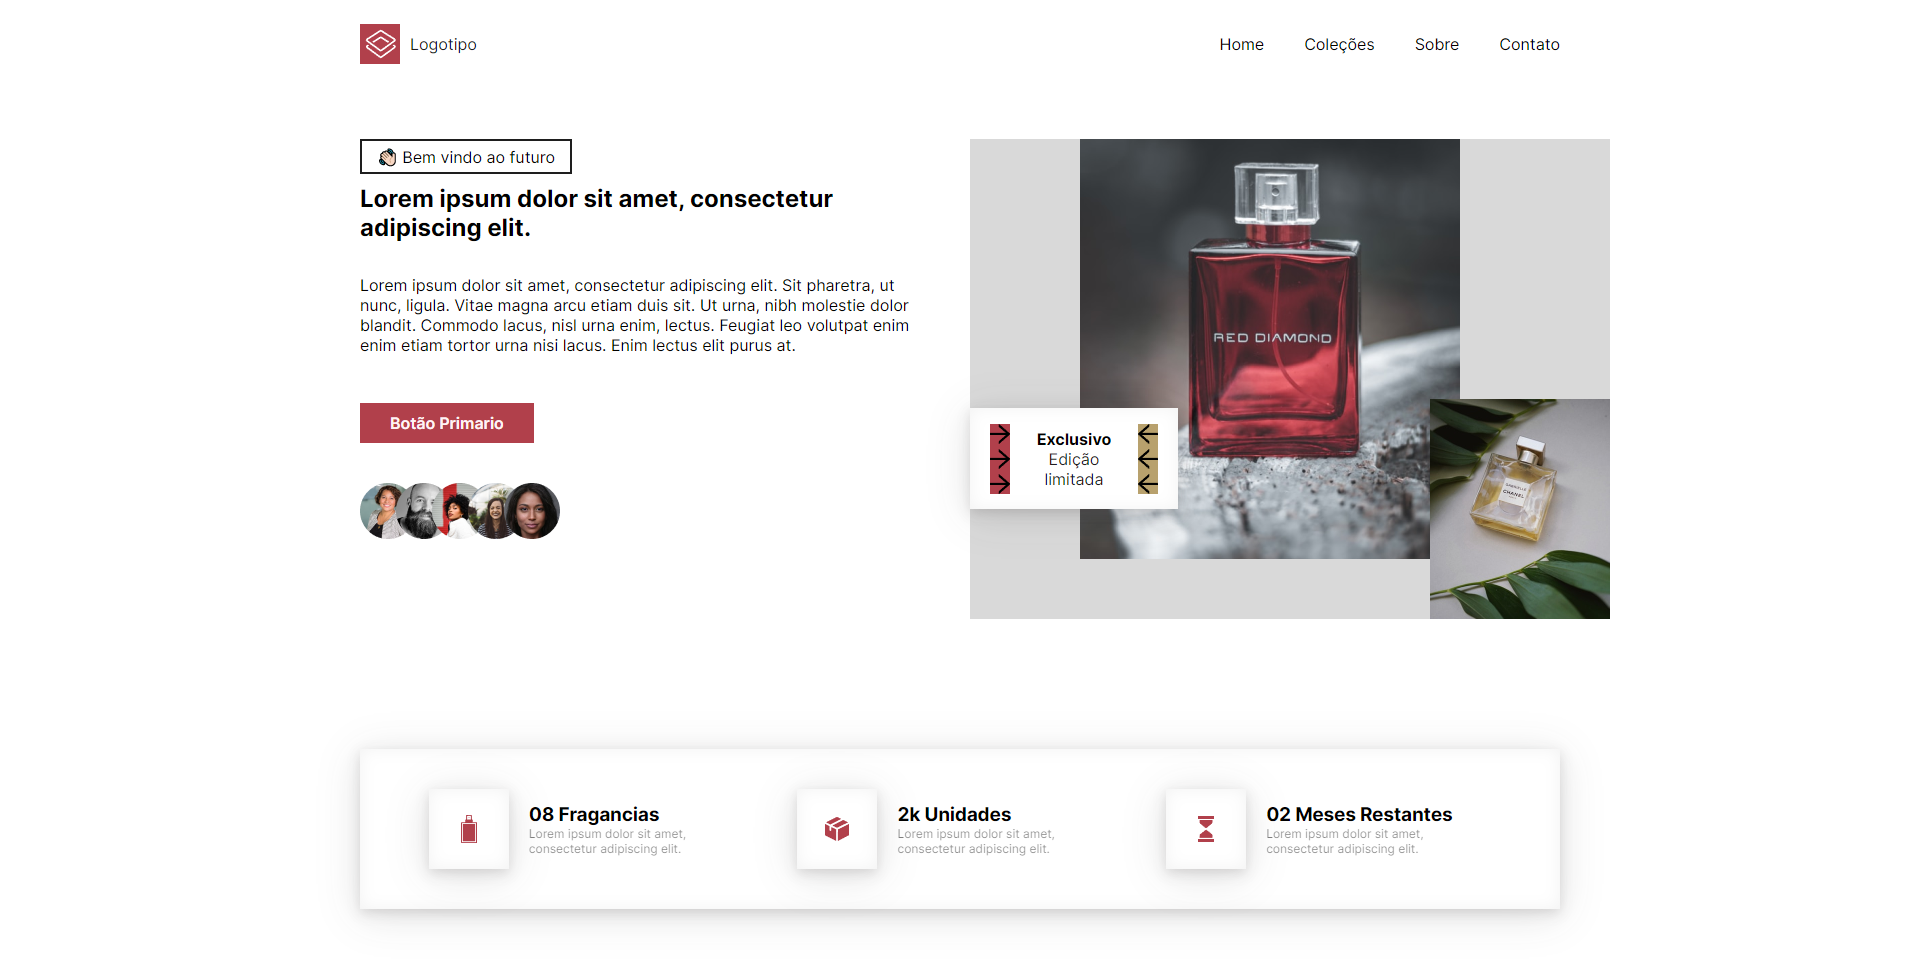 Logotipo
Home Coleções Sobre Contato
👋🏻 Bem vindo ao futuro
Lorem ipsum dolor sit amet, consectetur
adipiscing elit.
Lorem ipsum dolor sit amet, consectetur adipiscing elit. Sit pharetra, ut
nunc, ligula. Vitae magna arcu etiam duis sit. Ut urna, nibh molestie dolor
blandit. Commodo lacus, nisl urna enim, lectus. Feugiat leo volutpat enim
enim etiam tortor urna nisi lacus. Enim lectus elit purus at.
Botão Primario
RED DIAMOND
Exclusivo
Edição
limitada
GABRIELLE
CHANEL
08 Fragancias
Lorem ipsum dolor sit amet,
consectetur adipiscing elit.
2k Unidades
Lorem ipsum dolor sit amet,
consectetur adipiscing elit.
02 Meses Restantes
Lorem ipsum dolor sit amet,
consectetur adipiscing elit.